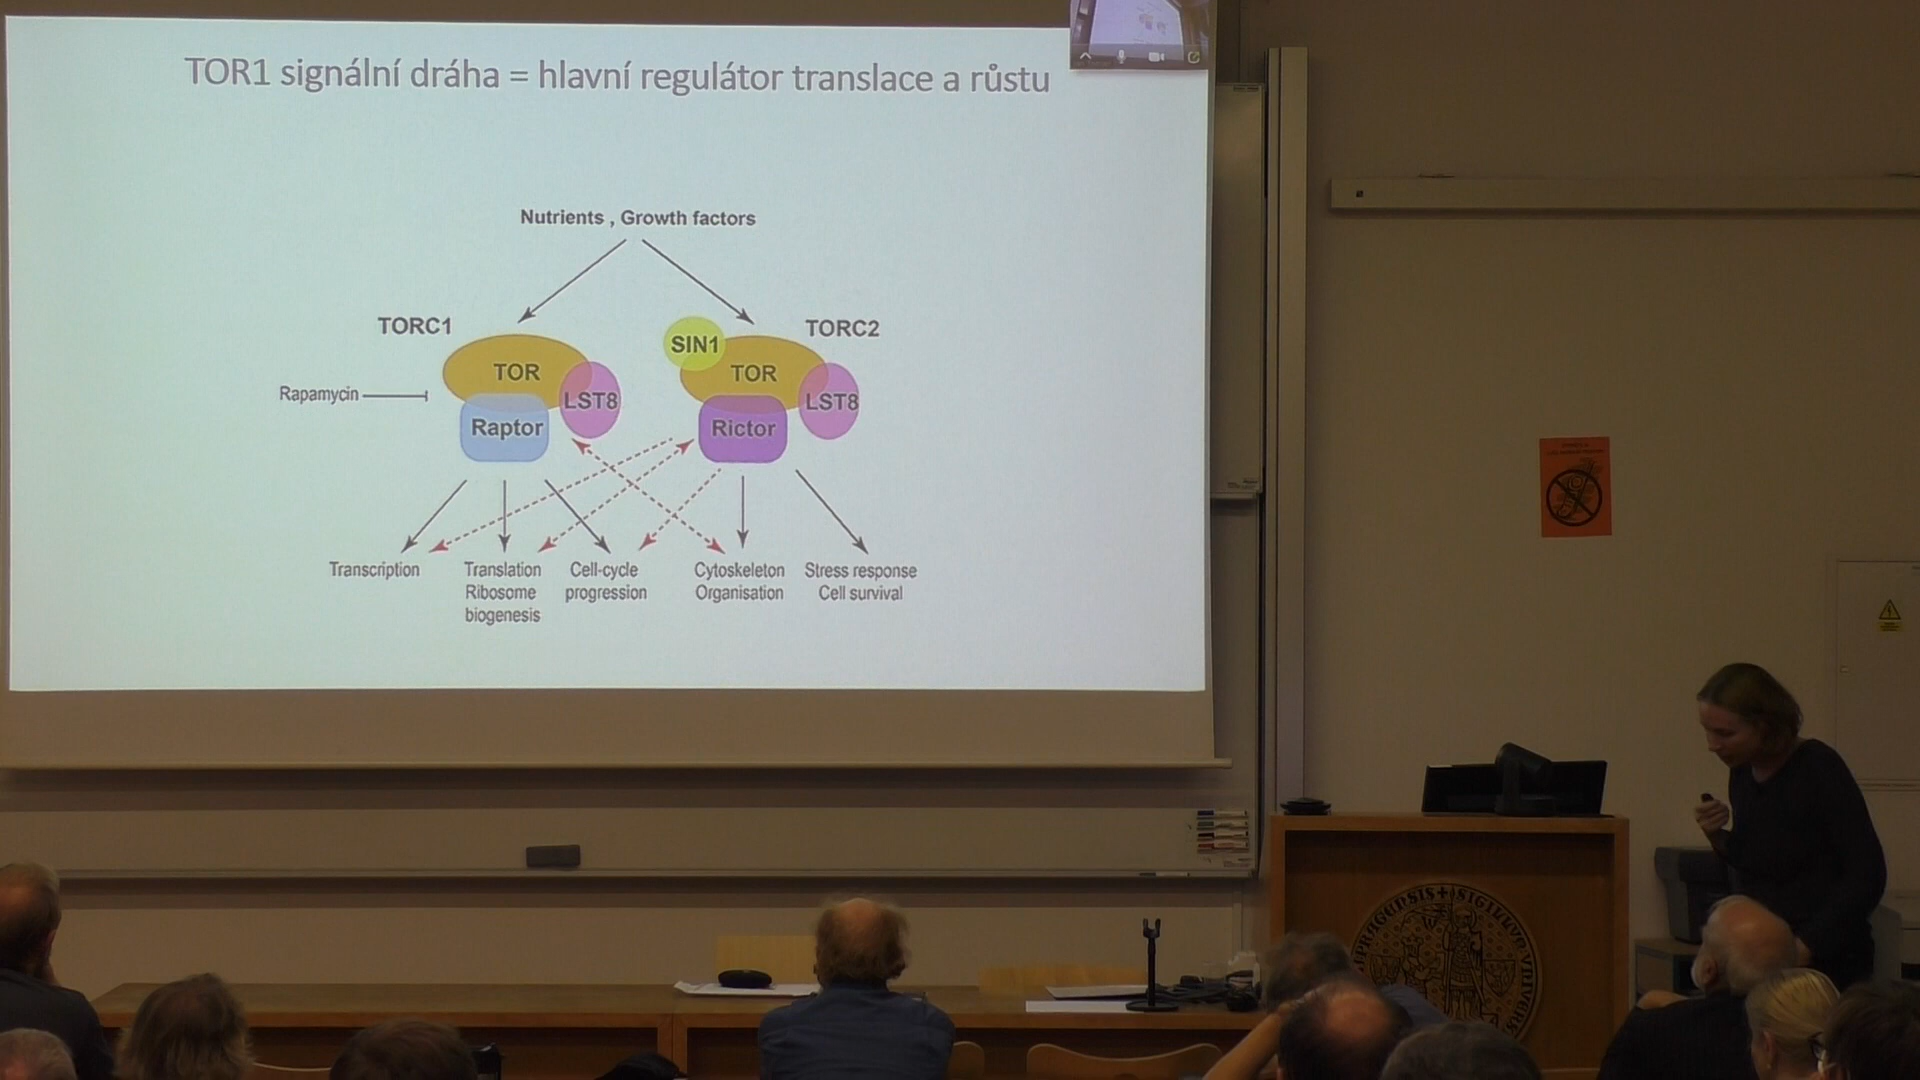 TOR1 signální dráha = hlavní regulátor translace a růstu
Nutrients , Growth factors
TORC1
SIN1
TORC2
TOR
TOR
Rapamycin
LST8
LST8
Raptor
Rictor
Transcription
Translation
Ribosome
biogenesis
Cell-cycle
progression
Cytoskeleton
Organisation
Stress response
Cell survival